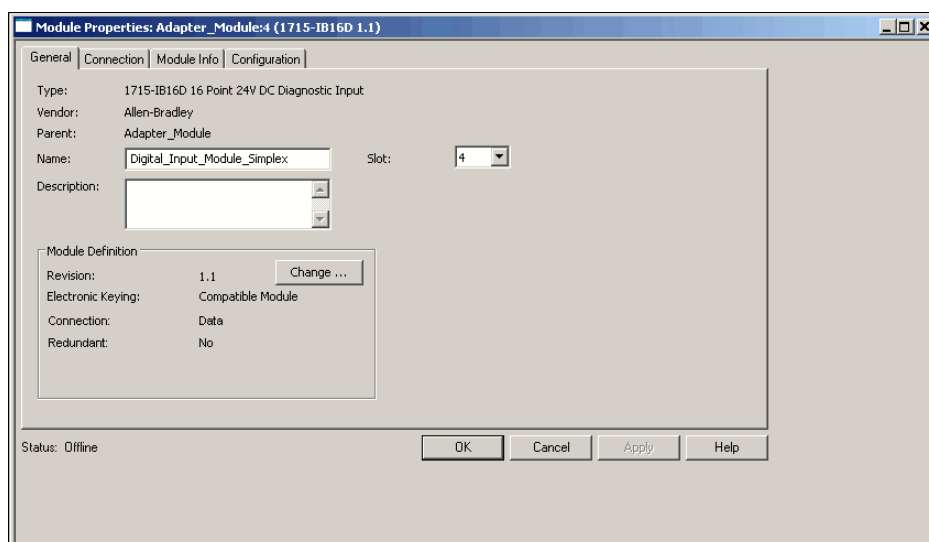 Module Properties: Adapter_Module:4 (1715-IB16D 1.1)
General Connection Module Info Configuration
Type: 1715-IB16D 16 Point 24V DC Diagnostic Input
Vendor: Allen-Bradley
Parent: Adapter_Module
Name: Digital_Input_Module_Simplex Slot: 4
Description:
Module Definition
Revision: 1.1 Change ...
Electronic Keying: Compatible Module
Connection: Data
Redundant: No
Status: Offline OK Cancel Apply Help